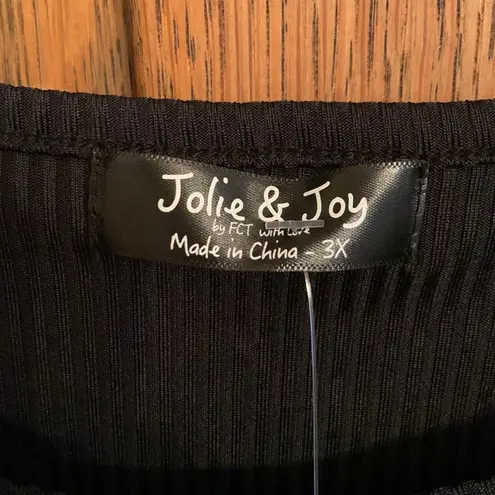 Jolie & Joy
by FCT with Love
Made in China - 3X